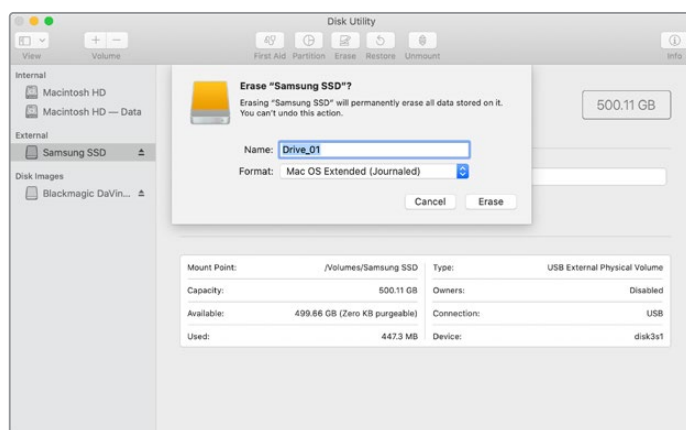 Disk Utility
View
Volume
First Aid
Partition
Erase
Restore
Unmount
Info
Internal
Macintosh HD
Macintosh HD — Data
External
Samsung SSD
Disk Images
Blackmagic DaVin...
Erase “Samsung SSD”?
Erasing “Samsung SSD” will permanently erase all data stored on it.
You can’t undo this action.
Name: Drive_01
Format: Mac OS Extended (Journaled)
Cancel
Erase
500.11 GB
Mount Point: /Volumes/Samsung SSD
Type: USB External Physical Volume
Capacity: 500.11 GB
Owners: Disabled
Available: 499.66 GB (Zero KB purgeable)
Connection: USB
Used: 447.3 MB
Device: disk3s1